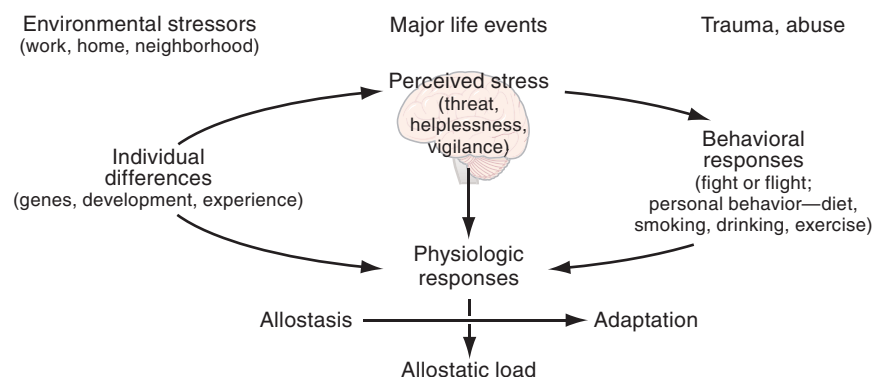 Environmental stressors
(work, home, neighborhood)
Major life events
Trauma, abuse
Perceived stress
(threat,
helplessness,
vigilance)
Individual
differences
(genes, development, experience)
Behavioral
responses
(fight or flight;
personal behavior—diet,
smoking, drinking, exercise)
Physiologic
responses
Allostasis
Adaptation
Allostatic load